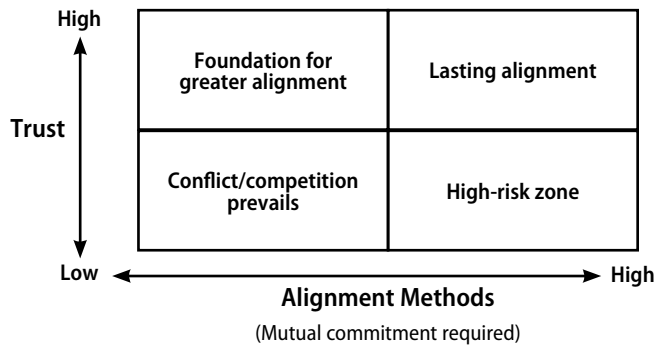 High
Foundation for
greater alignment
Lasting alignment
Trust
Conflict/competition
prevails
High-risk zone
Low
High
Alignment Methods
(Mutual commitment required)